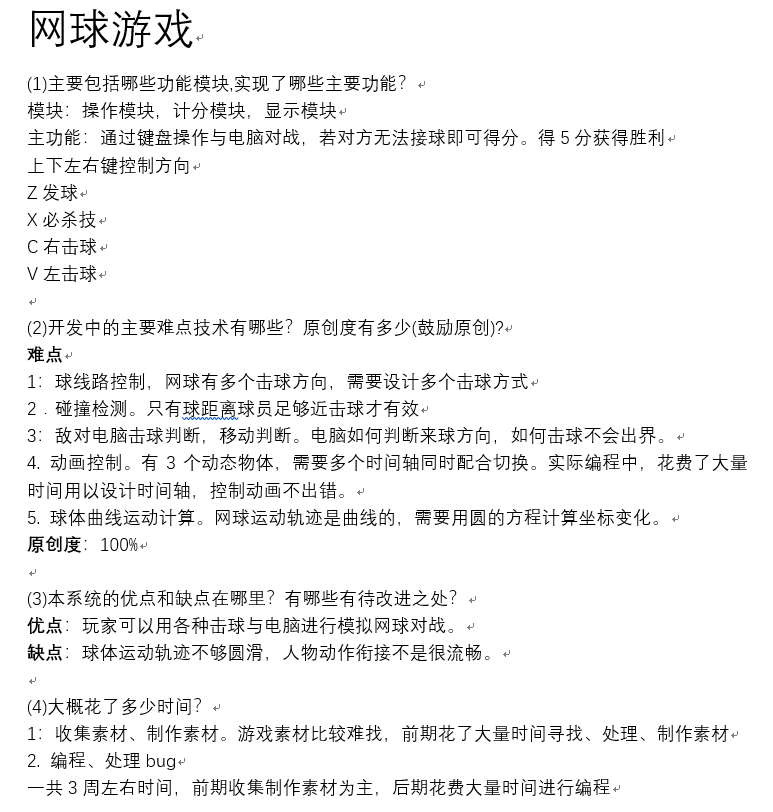 网球游戏
(1)主要包括哪些功能模块,实现了哪些主要功能？
模块：操作模块，计分模块，显示模块
主功能：通过键盘操作与电脑对战，若对方无法接球即可得分。得 5 分获得胜利
上下左右键控制方向
Z 发球
X 必杀技
C 右击球
V 左击球
(2)开发中的主要难点技术有哪些？原创度有多少(鼓励原创)?
难点
1：球线路控制，网球有多个击球方向，需要设计多个击球方式
2．碰撞检测。只有球距离球员足够近击球才有效
3：敌对电脑击球判断，移动判断。电脑如何判断来球方向，如何击球不会出界。
4. 动画控制。有 3 个动态物体，需要多个时间轴同时配合切换。实际编程中，花费了大量
时间用以设计时间轴，控制动画不出错。
5. 球体曲线运动计算。网球运动轨迹是曲线的，需要用圆的方程计算坐标变化。
原创度：100%
(3)本系统的优点和缺点在哪里？有哪些有待改进之处？
优点：玩家可以用各种击球与电脑进行模拟网球对战。
缺点：球体运动轨迹不够圆滑，人物动作衔接不是很流畅。
(4)大概花了多少时间？
1：收集素材、制作素材。游戏素材比较难找，前期花了大量时间寻找、处理、制作素材
2. 编程、处理 bug
一共 3 周左右时间，前期收集制作素材为主，后期花费大量时间进行编程